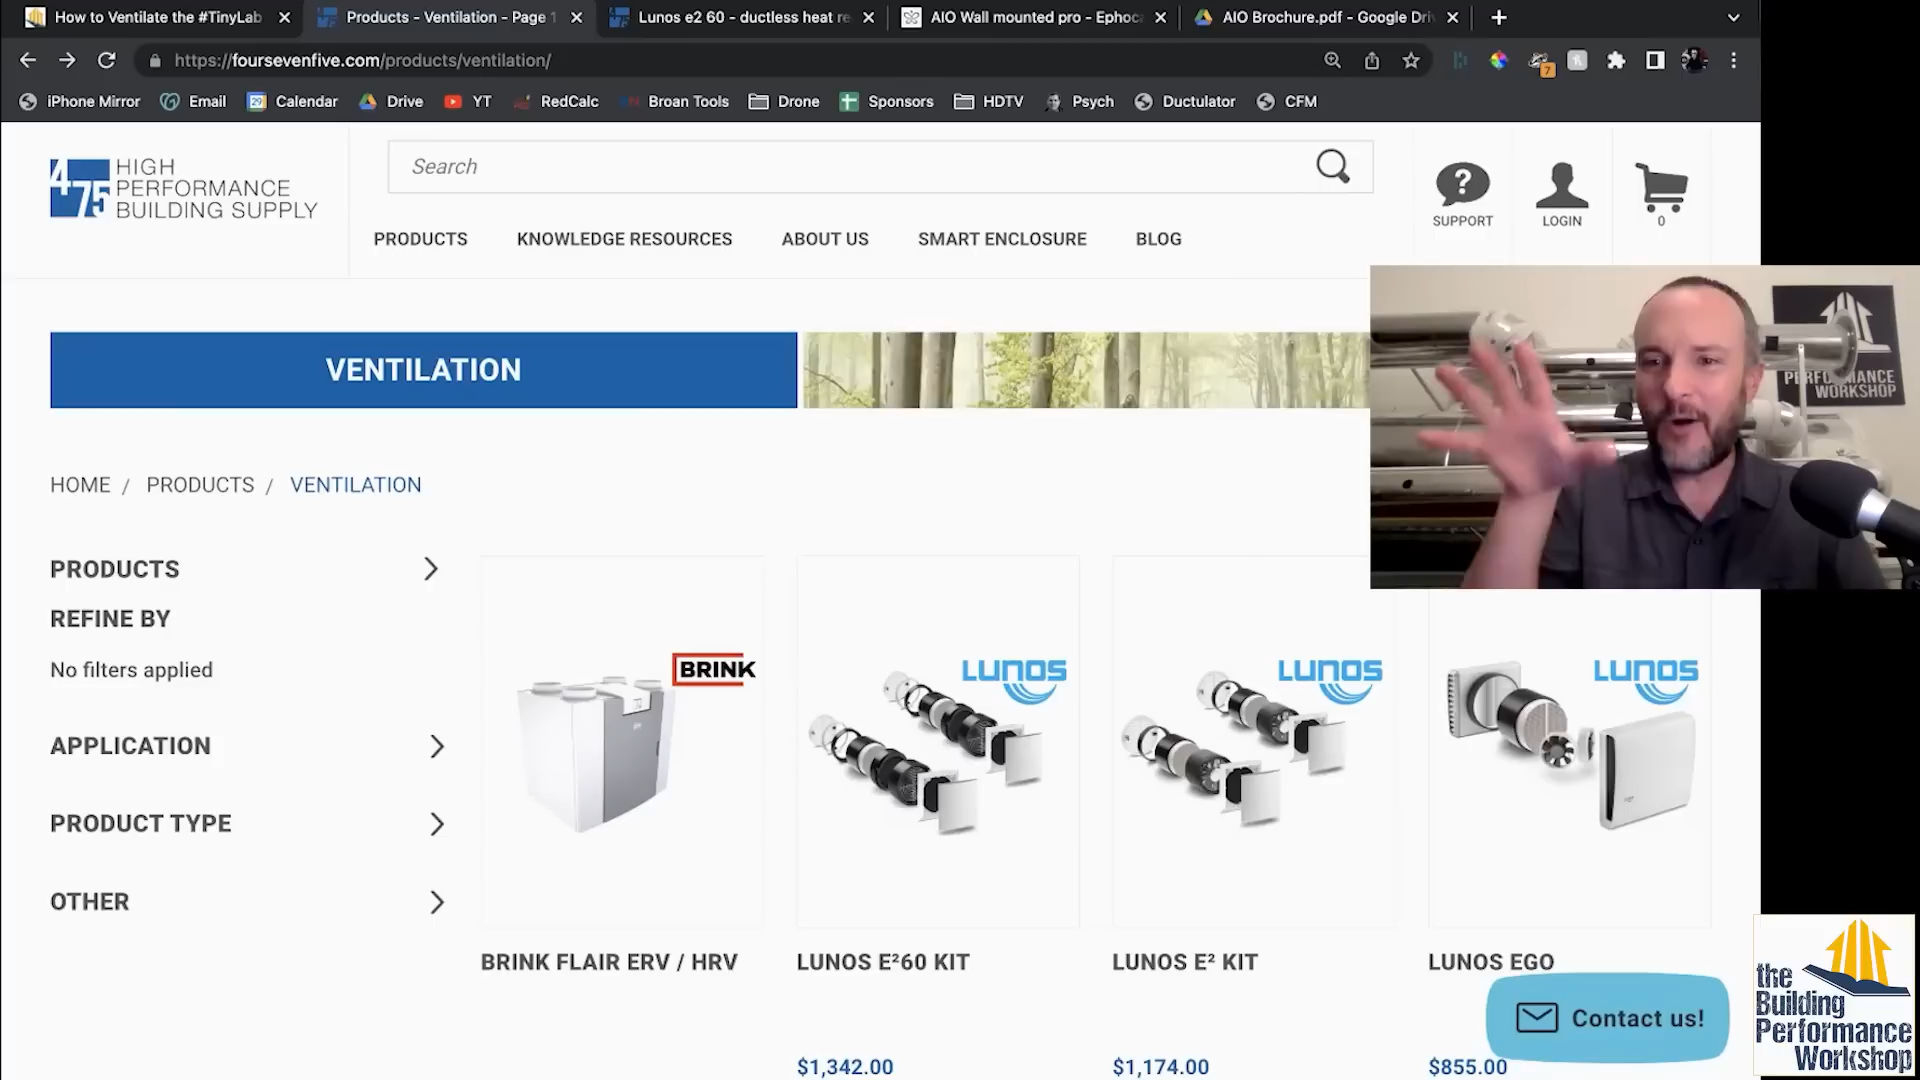 How to Ventilate the #TinyLab
Products - Ventilation - Page 1
Lunos e2 60 - ductless heat re
AIO Wall mounted pro - Ephoc
AIO Brochure.pdf - Google Dri
https://foursevenfive.com/products/ventilation/
7
iPhone Mirror
Email
29
Calendar
Drive
YT
RedCalc
Broan Tools
Drone
Sponsors
HDTV
Psych
Ductulator
CFM
475
HIGH
PERFORMANCE
BUILDING SUPPLY
Search
?
SUPPORT
LOGIN
0
PRODUCTS
KNOWLEDGE RESOURCES
ABOUT US
SMART ENCLOSURE
BLOG
VENTILATION
PERFORMANCE
WORKSHOP
HOME / PRODUCTS / VENTILATION
PRODUCTS
REFINE BY
No filters applied
APPLICATION
PRODUCT TYPE
OTHER
BRINK
LUNOS
LUNOS
LUNOS
BRINK FLAIR ERV / HRV
LUNOS E²60 KIT
LUNOS E² KIT
LUNOS EGO
$1,342.00
$1,174.00
$855.00
Contact us!
the
Building
Performance
Workshop